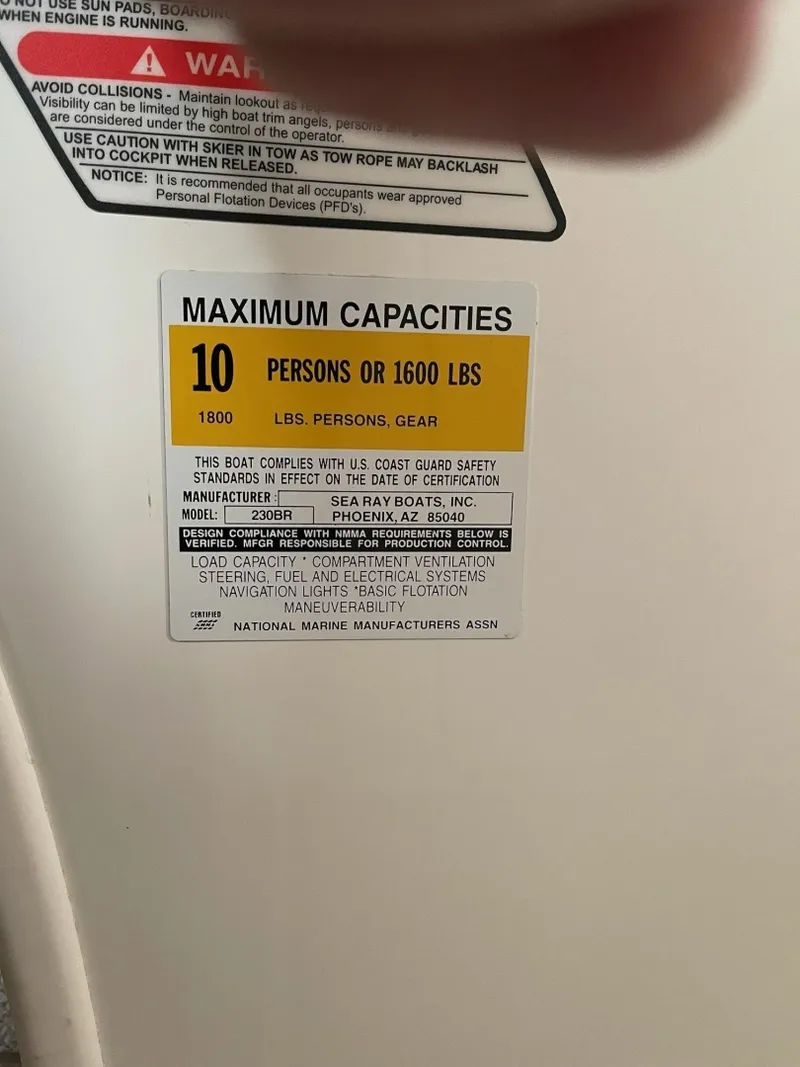 NOT USE SUN PADS, BOARDING
WHEN ENGINE IS RUNNING.
AVOID COLLISIONS - Maintain lookout as
Visibility can be limited by high boat trim angels, persons
are considered under the control of the operator.
USE CAUTION WITH SKIER IN TOW AS TOW ROPE MAY BACKLASH
INTO COCKPIT WHEN RELEASED.
NOTICE: It is recommended that all occupants wear approved
Personal Flotation Devices (PFD's).
MAXIMUM CAPACITIES
10 PERSONS OR 1600 LBS
1800 LBS. PERSONS, GEAR
THIS BOAT COMPLIES WITH U.S. COAST GUARD SAFETY
STANDARDS IN EFFECT ON THE DATE OF CERTIFICATION
MANUFACTURER: SEA RAY BOATS, INC.
MODEL: 230BR PHOENIX, AZ 85040
DESIGN COMPLIANCE WITH NMMA REQUIREMENTS BELOW IS
VERIFIED. MFGR RESPONSIBLE FOR PRODUCTION CONTROL.
LOAD CAPACITY * COMPARTMENT VENTILATION
STEERING, FUEL AND ELECTRICAL SYSTEMS
NAVIGATION LIGHTS *BASIC FLOTATION
MANEUVERABILITY
CERTIFIED
NATIONAL MARINE MANUFACTURERS ASSN